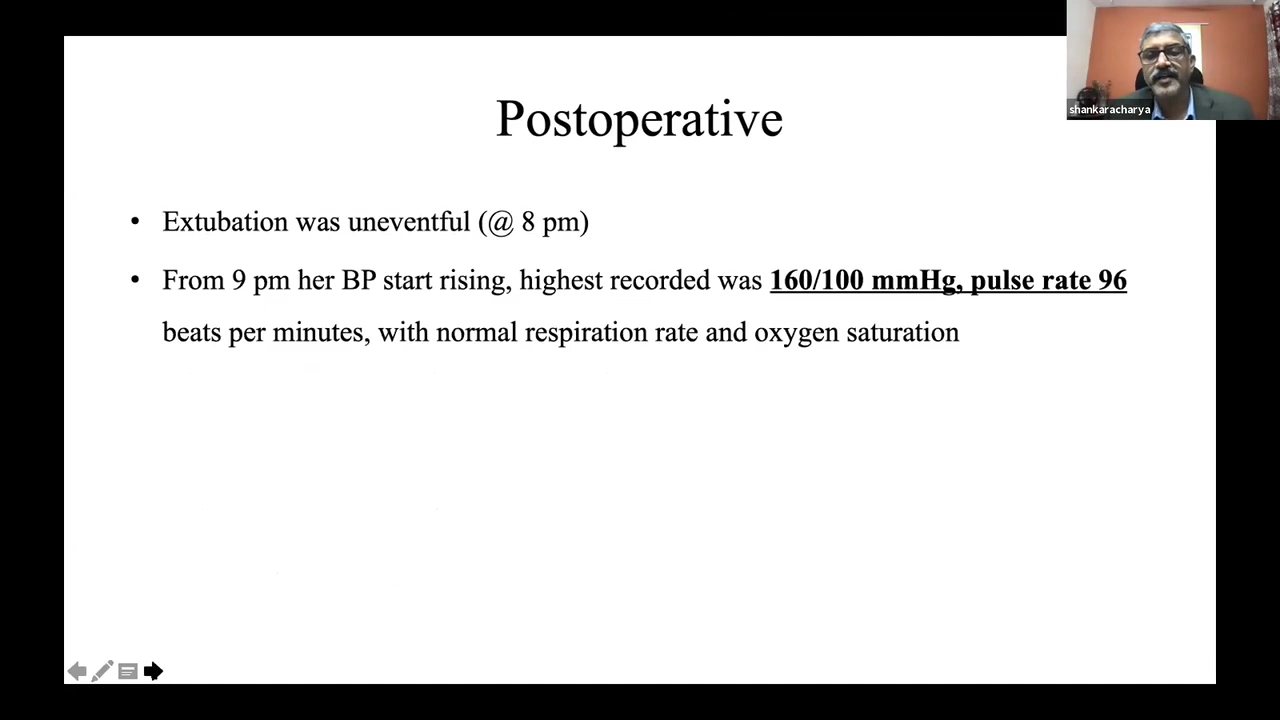 shankaracharya
Postoperative
• Extubation was uneventful (@ 8 pm)
• From 9 pm her BP start rising, highest recorded was 160/100 mmHg, pulse rate 96
beats per minutes, with normal respiration rate and oxygen saturation